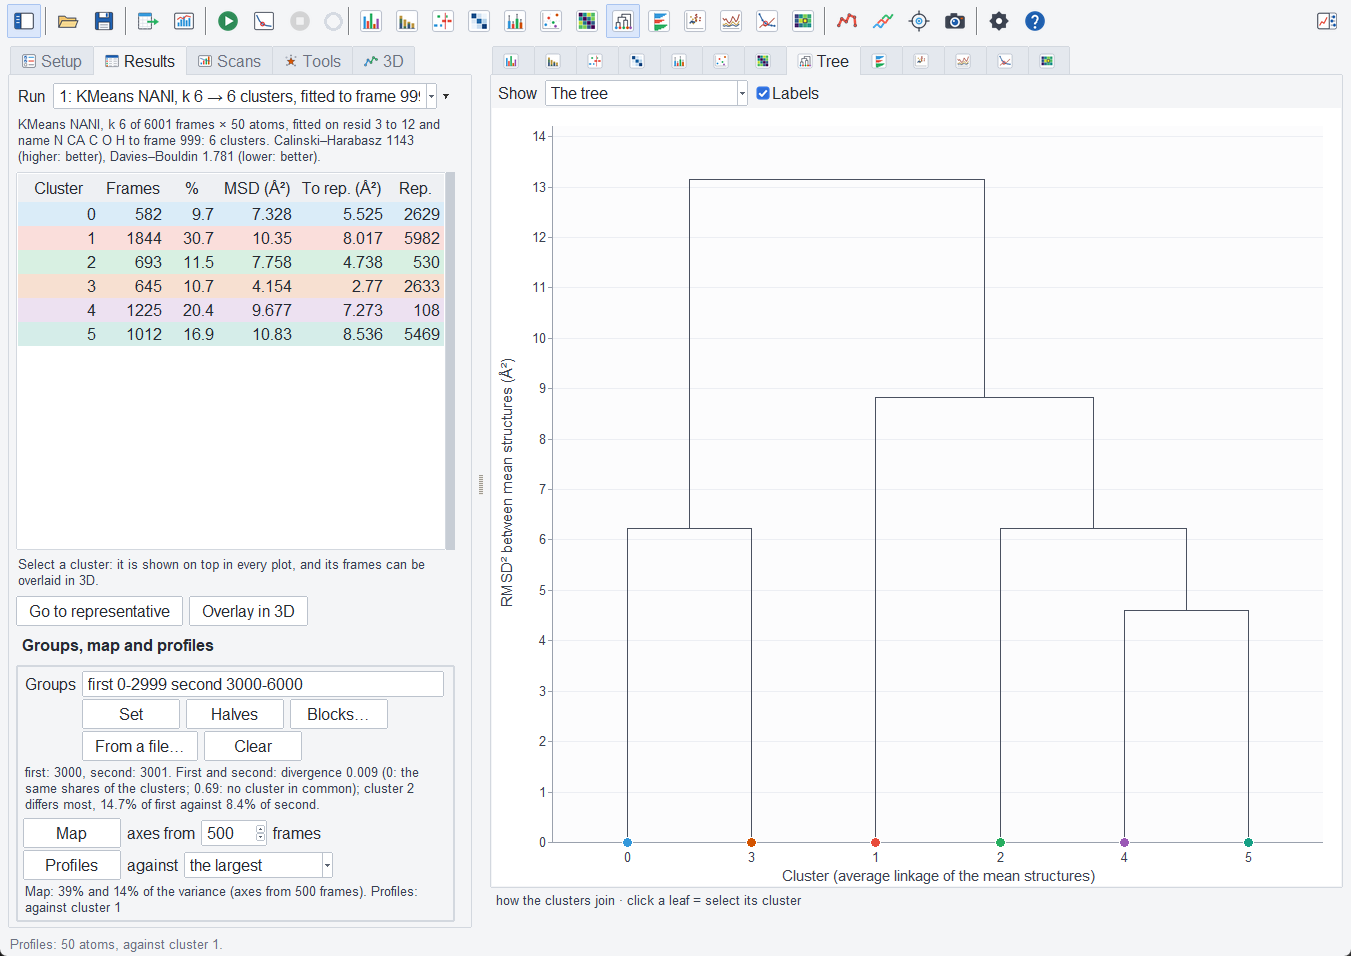 Setup
Results
Scans
Tools
3D
Tree
Run
1: KMeans NANI, k 6 → 6 clusters, fitted to frame 999
KMeans NANI, k 6 of 6001 frames × 50 atoms, fitted on resid 3 to 12 and
name N CA C O H to frame 999: 6 clusters. Calinski–Harabasz 1143
(higher: better), Davies–Bouldin 1.781 (lower: better).
Cluster Frames % MSD (Å²) To rep. (Å²) Rep.
0 582 9.7 7.328 5.525 2629
1 1844 30.7 10.35 8.017 5982
2 693 11.5 7.758 4.738 530
3 645 10.7 4.154 2.77 2633
4 1225 20.4 9.677 7.273 108
5 1012 16.9 10.83 8.536 5469
Select a cluster: it is shown on top in every plot, and its frames can be
overlaid in 3D.
Go to representative
Overlay in 3D
Groups, map and profiles
Groups
first 0-2999 second 3000-6000
Set
Halves
Blocks...
From a file...
Clear
first: 3000, second: 3001. First and second: divergence 0.009 (0: the
same shares of the clusters; 0.69: no cluster in common); cluster 2
differs most, 14.7% of first against 8.4% of second.
Map axes from 500 frames
Profiles against the largest
Map: 39% and 14% of the variance (axes from 500 frames). Profiles:
against cluster 1
Profiles: 50 atoms, against cluster 1.
Show
The tree
Labels
14
13
12
11
10
9
8
7
6
5
4
3
2
1
0
RMSD² between mean structures (Å²)
0 3 1 2 4 5
Cluster (average linkage of the mean structures)
how the clusters join · click a leaf = select its cluster